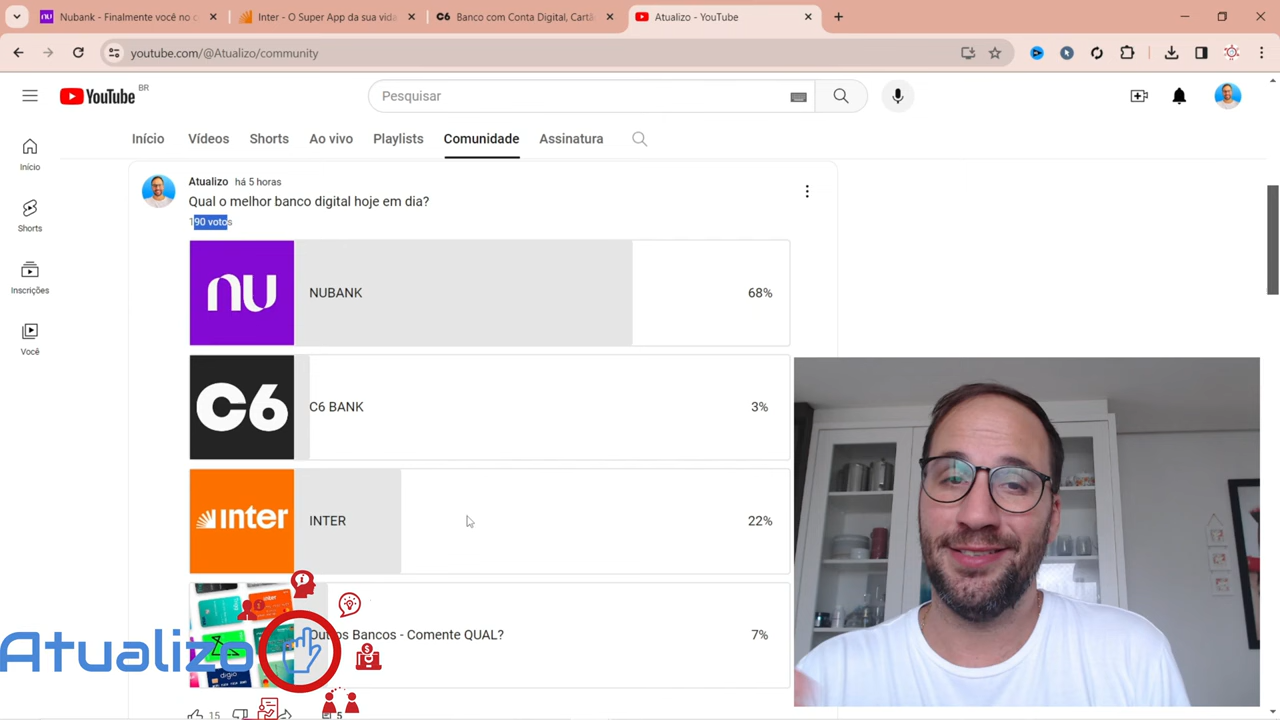 Nubank - Finalmente você no c
Inter - O Super App da sua vida
Banco com Conta Digital, Cartã
Atualizo - YouTube
youtube.com/@Atualizo/community
YouTube BR
Pesquisar
Início
Vídeos
Shorts
Ao vivo
Playlists
Comunidade
Assinatura
Início
Shorts
Inscrições
Você
Atualizo há 5 horas
Qual o melhor banco digital hoje em dia?
190 votos
nu
NUBANK
68%
C6
C6 BANK
3%
inter
INTER
22%
Outros Bancos - Comente QUAL?
7%
digio
Atualizo
15
5